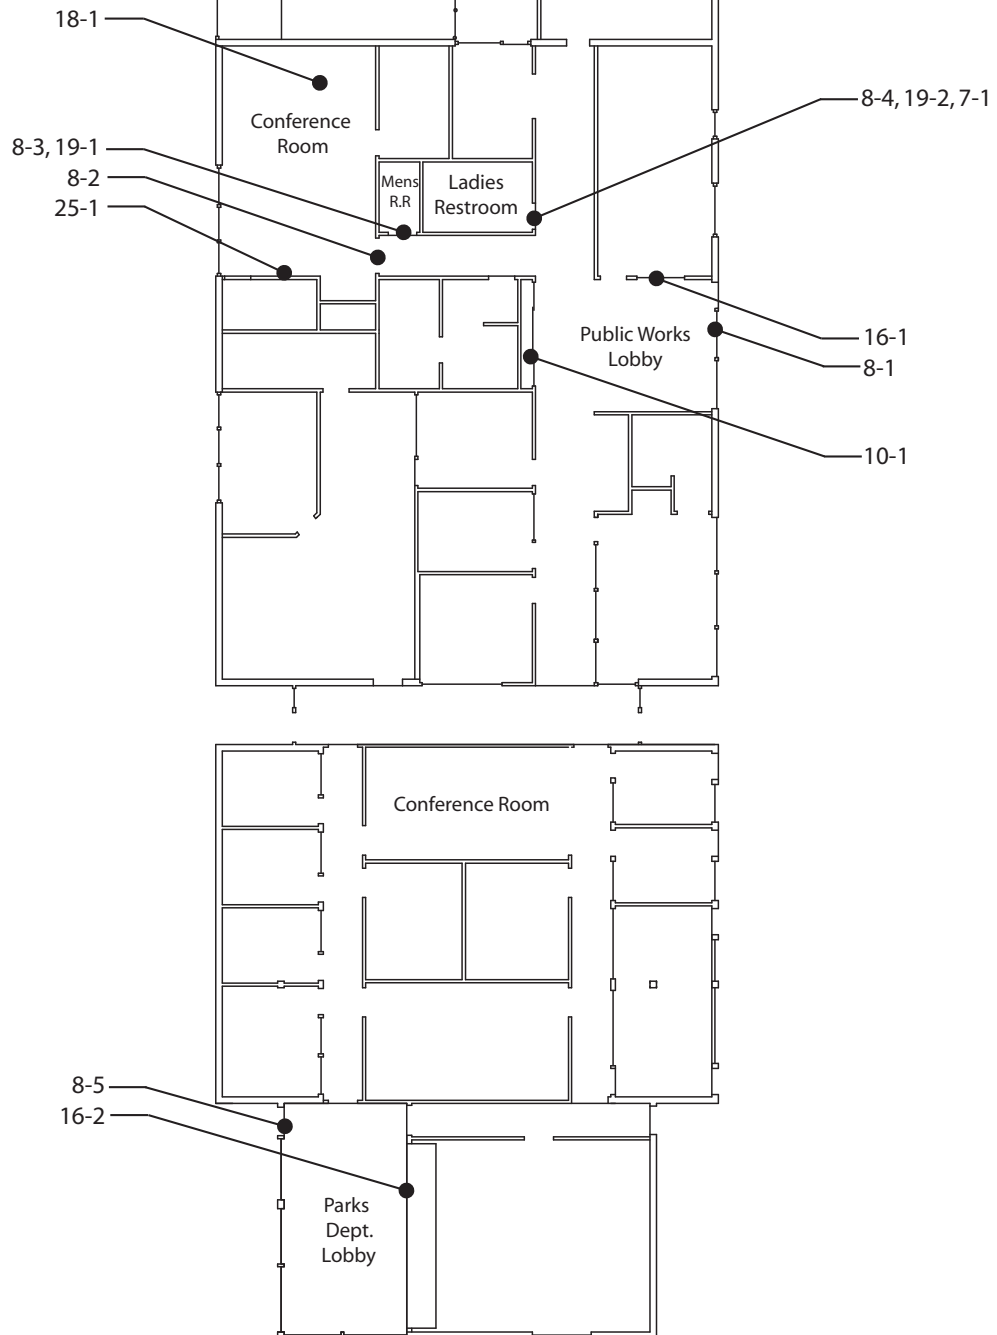 18-1
8-4, 19-2, 7-1
Conference
Room
8-3, 19-1
8-2
25-1
Mens
R.R
Ladies
Restroom
Public Works
Lobby
16-1
8-1
10-1
Conference Room
8-5
16-2
Parks
Dept.
Lobby